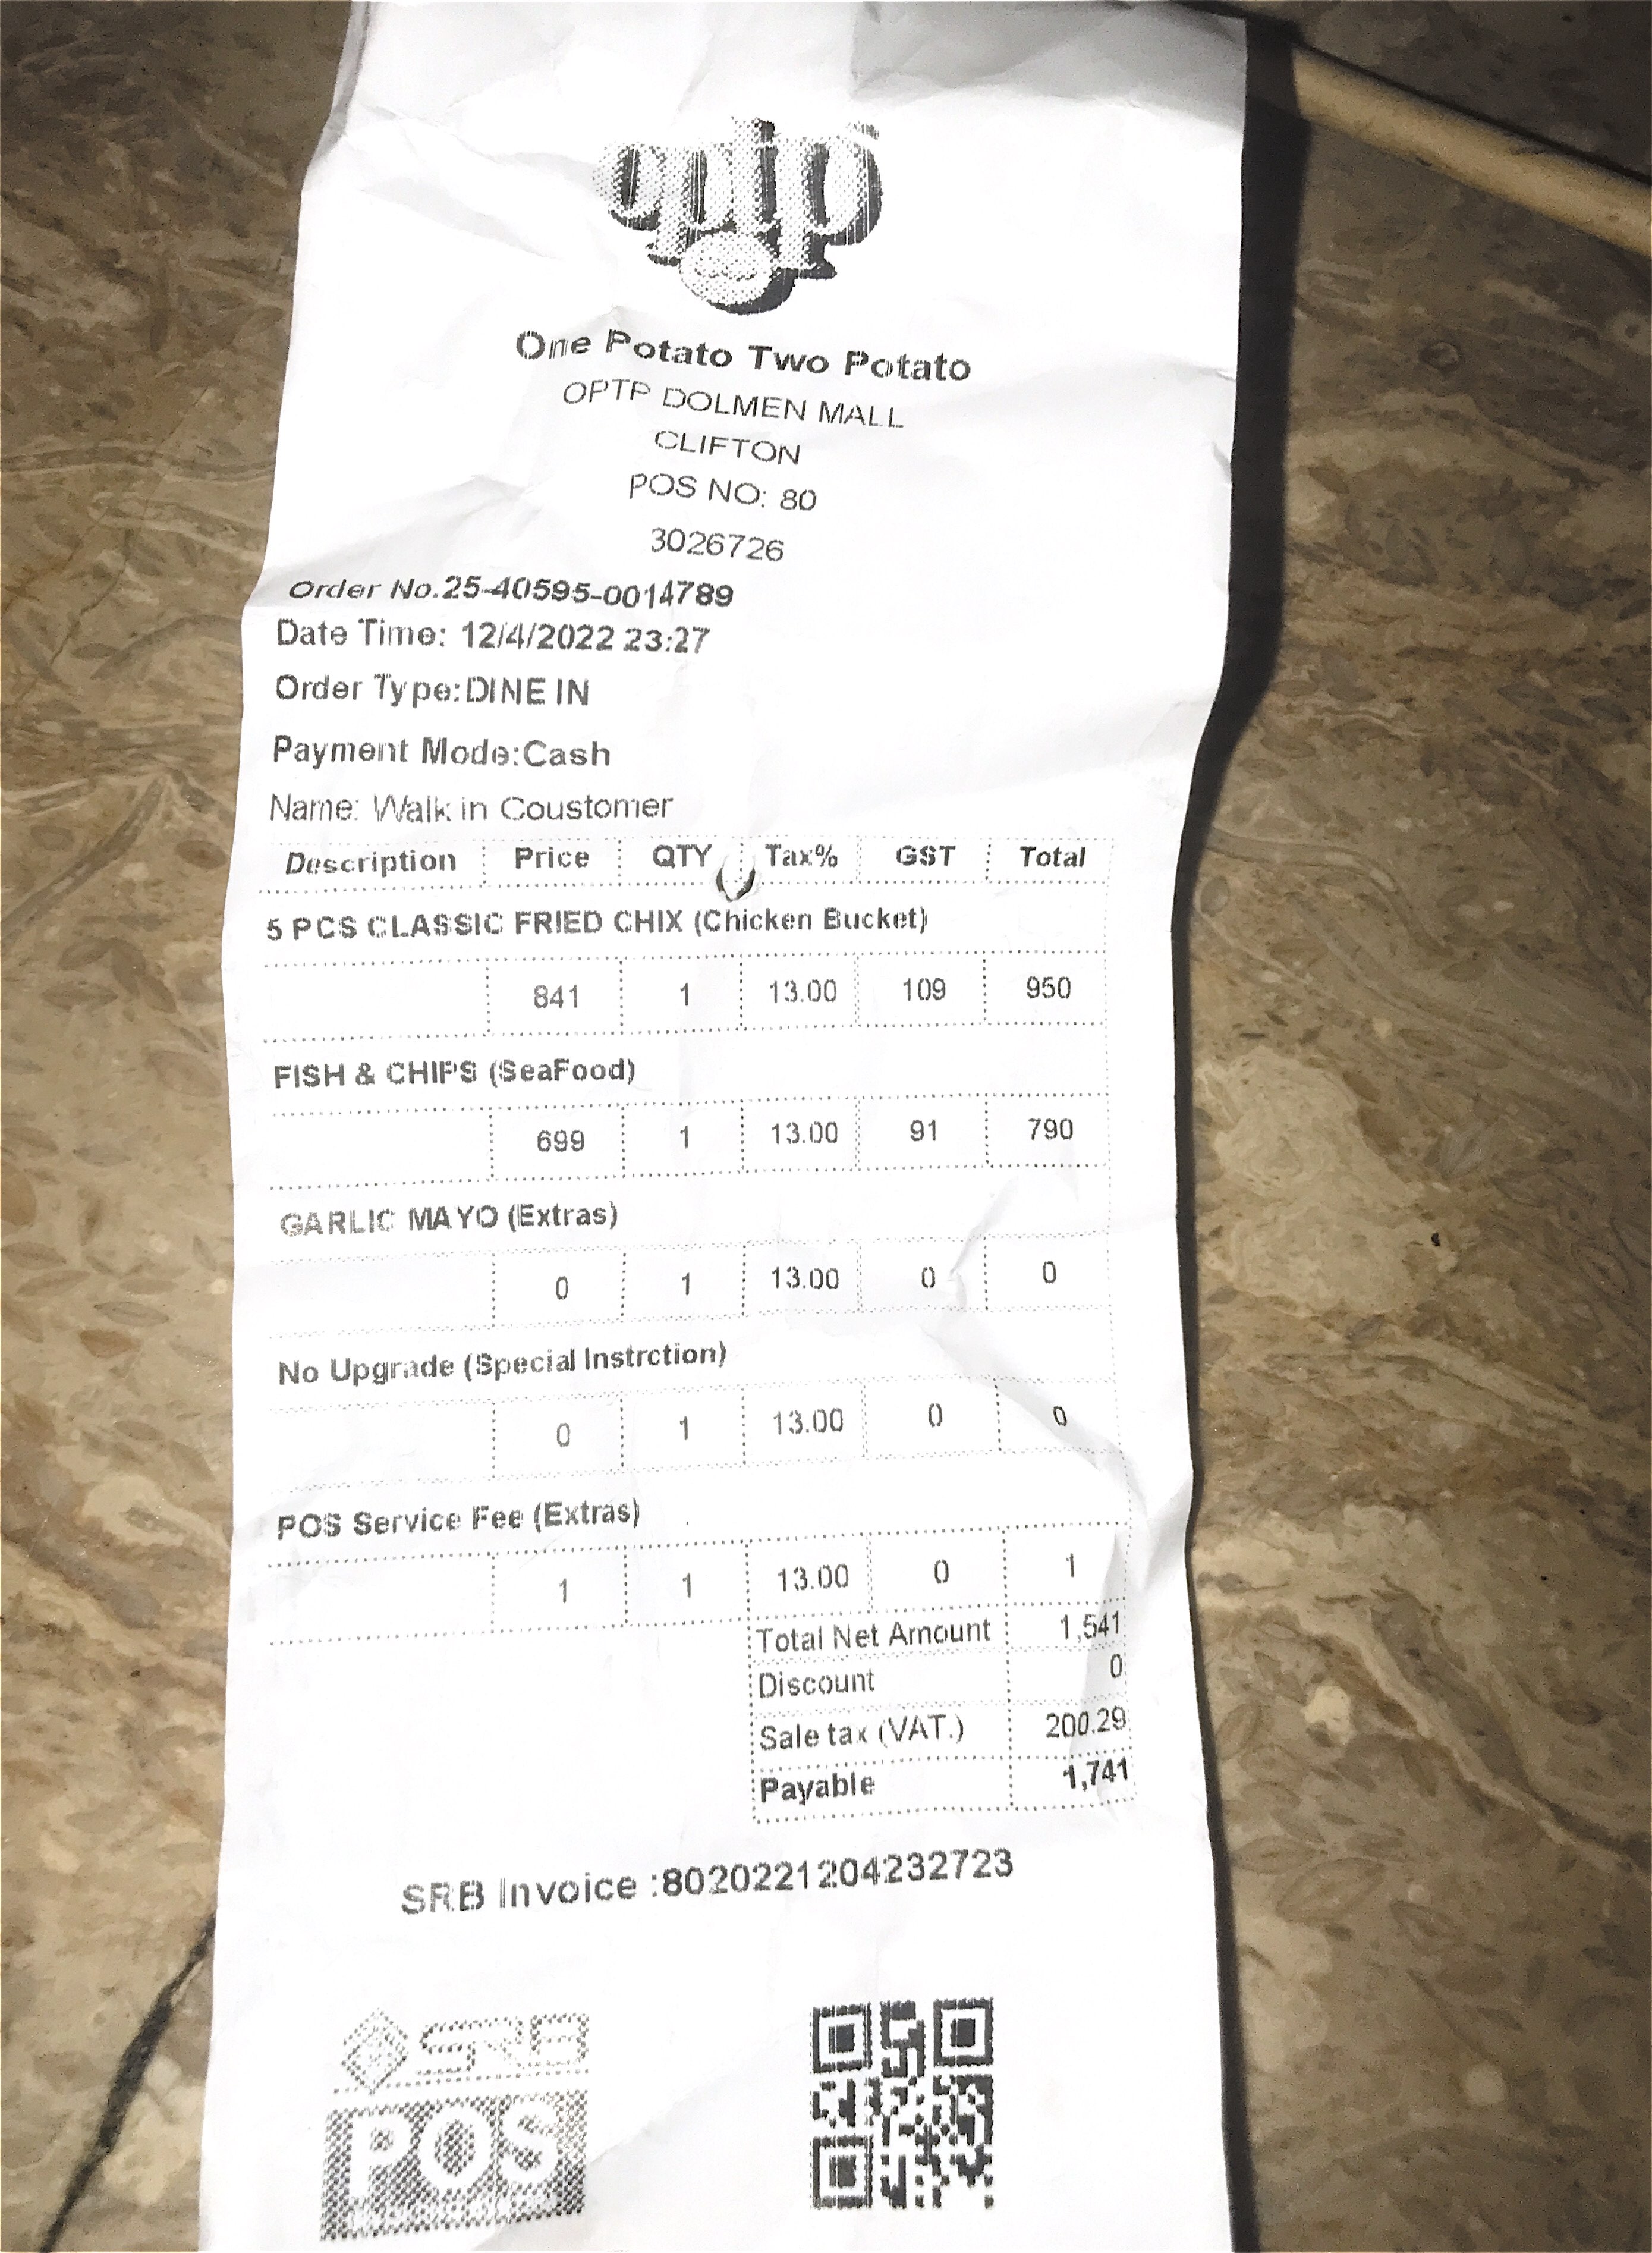 optp
One Potato Two Potato
OPTP DOLMEN MALL
CLIFTON
POS NO: 80
3026726
Order No.25-40595-0014789
Date Time: 12/4/2022 23:27
Order Type:DINE IN
Payment Mode:Cash
Name: Walk in Coustomer
Description Price QTY Tax% GST Total
5 PCS CLASSIC FRIED CHIX (Chicken Bucket)
841 1 13.00 109 950
FISH & CHIPS (SeaFood)
699 1 13.00 91 790
GARLIC MAYO (Extras)
0 1 13.00 0 0
No Upgrade (Special Instrction)
0 1 13.00 0 0
POS Service Fee (Extras)
1 1 13.00 0 1
Total Net Amount 1,541
Discount 0
Sale tax (VAT.) 200.29
Payable 1,741
SRB Invoice :8020221204232723
SRB
POS